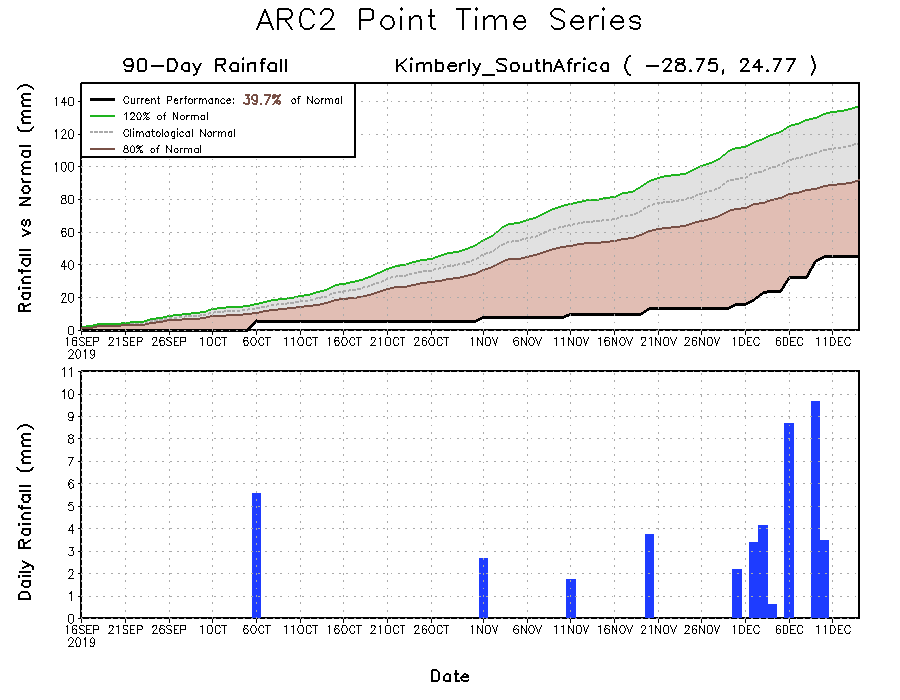 ARC2 Point Time Series
90-Day Rainfall Kimberly_SouthAfrica ( -28.75, 24.77 )
Rainfall vs Normal (mm)
Current Performance: 39.7% of Normal
120% of Normal
Climatological Normal
80% of Normal
140
120
100
80
60
40
20
0
16SEP 21SEP 26SEP 1OCT 6OCT 11OCT 16OCT 21OCT 26OCT 1NOV 6NOV 11NOV 16NOV 21NOV 26NOV 1DEC 6DEC 11DEC
2019
Daily Rainfall (mm)
11
10
9
8
7
6
5
4
3
2
1
0
16SEP 21SEP 26SEP 1OCT 6OCT 11OCT 16OCT 21OCT 26OCT 1NOV 6NOV 11NOV 16NOV 21NOV 26NOV 1DEC 6DEC 11DEC
2019
Date